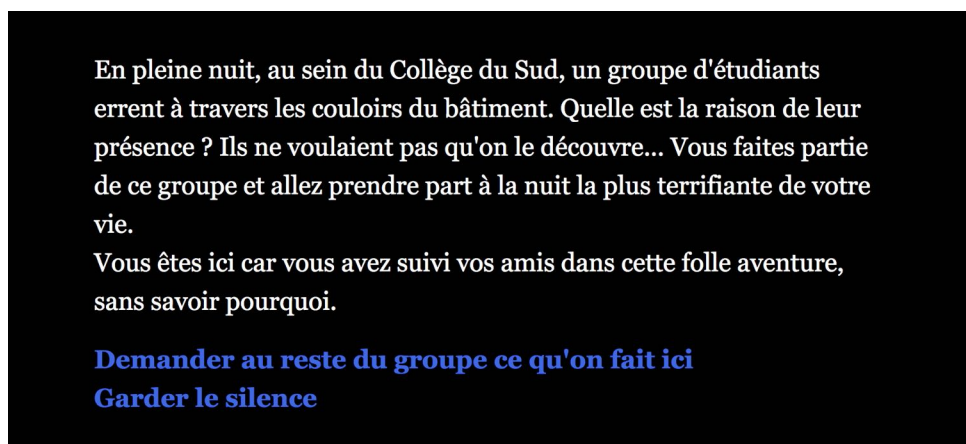 En pleine nuit, au sein du Collège du Sud, un groupe d'étudiants
errent à travers les couloirs du bâtiment. Quelle est la raison de leur
présence ? Ils ne voulaient pas qu'on le découvre... Vous faites partie
de ce groupe et allez prendre part à la nuit la plus terrifiante de votre
vie.
Vous êtes ici car vous avez suivi vos amis dans cette folle aventure,
sans savoir pourquoi.
Demander au reste du groupe ce qu'on fait ici
Garder le silence